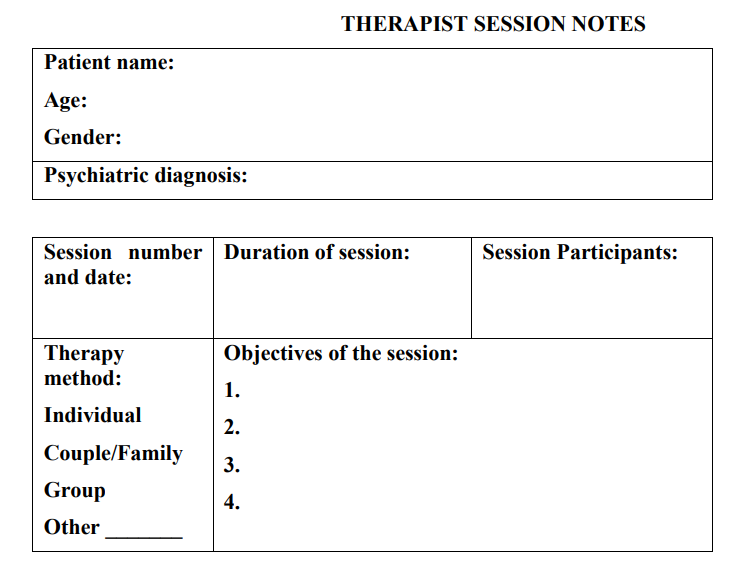 THERAPIST SESSION NOTES
Patient name:
Age:
Gender:
Psychiatric diagnosis:
Session number
and date:
Duration of session:
Session Participants:
Therapy
method:
Individual
Couple/Family
Group
Other _______
Objectives of the session:
1.
2.
3.
4.